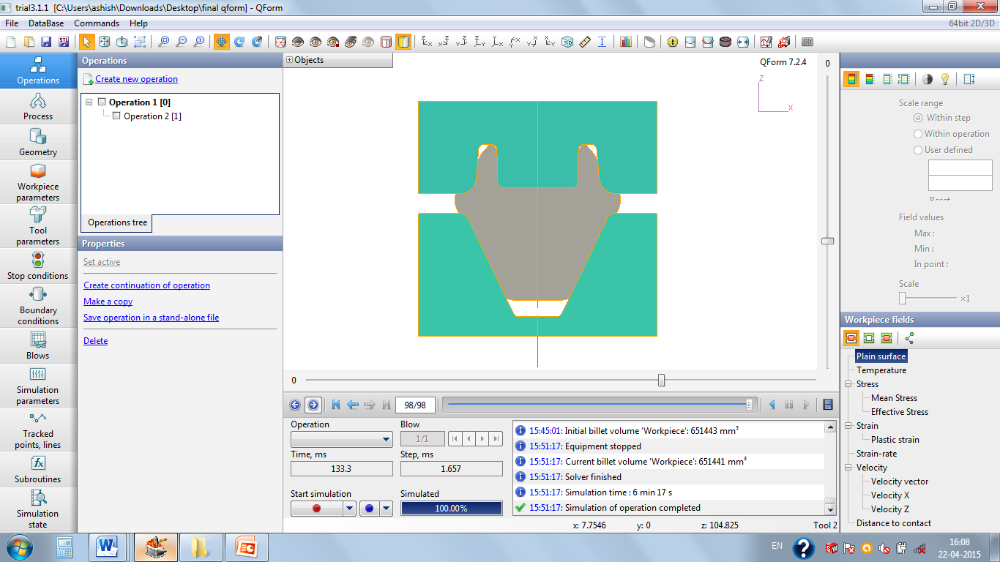 trial3.1.1 [C:\Users\ashish\Downloads\Desktop\final qform] - QForm
File DataBase Commands Help
64bit 2D/3D
Operations
Process
Geometry
Workpiece
parameters
Tool
parameters
Stop conditions
Boundary
conditions
Blows
Simulation
parameters
Tracked
points, lines
Subroutines
Simulation
state
Operations
Create new operation
Operation 1 [0]
Operation 2 [1]
Operations tree
Properties
Set active
Create continuation of operation
Make a copy
Save operation in a stand-alone file
Delete
Objects
QForm 7.2.4
Z
X
0
0
98/98
Operation
Blow
1/1
Time, ms
Step, ms
133.3
1.657
Start simulation
Simulated
100.00%
15:45:01: Initial billet volume 'Workpiece': 651443 mm³
15:51:17: Equipment stopped
15:51:17: Current billet volume 'Workpiece': 651441 mm³
15:51:17: Solver finished
15:51:17: Simulation time : 6 min 17 s
15:51:17: Simulation of operation completed
x: 7.7546 y: 0 z: 104.825 Tool 2
Scale range
Within step
Within operation
User defined
Reset
Field values
Max :
Min :
In point :
Scale
×1
Workpiece fields
Plain surface
Temperature
Stress
Mean Stress
Effective Stress
Strain
Plastic strain
Strain-rate
Velocity
Velocity vector
Velocity X
Velocity Z
Distance to contact
EN
16:08
22-04-2015